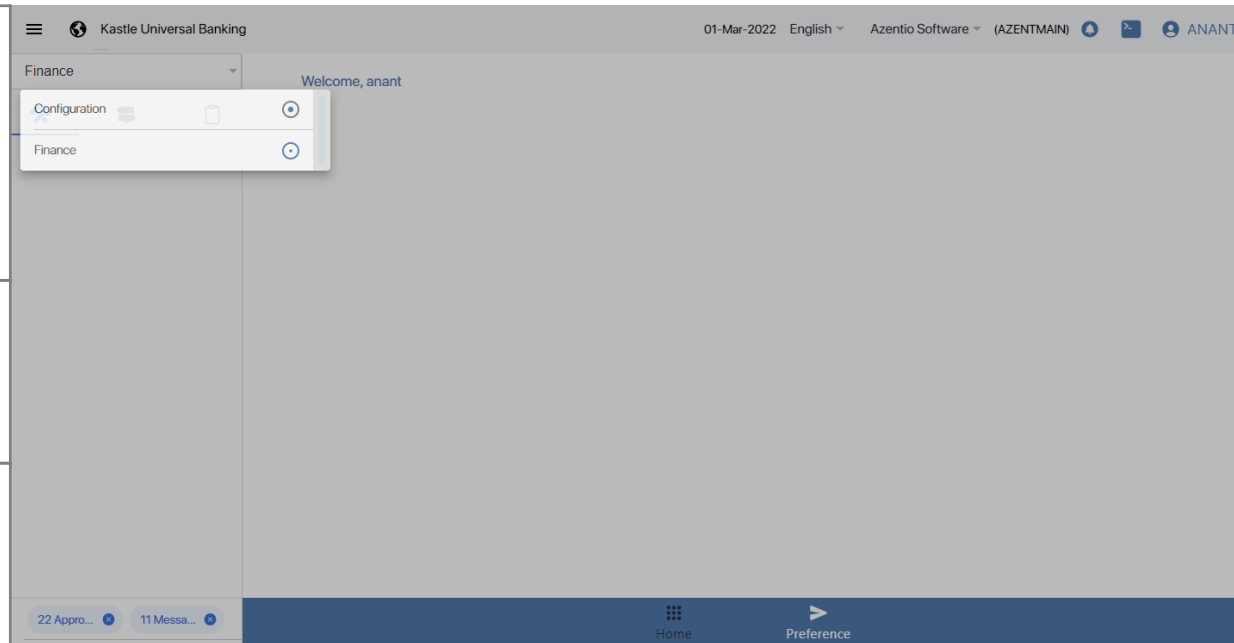 Kastle Universal Banking 01-Mar-2022 English Azentio Software (AZENTMAIN) ANANT
Finance
Welcome, anant
Configuration
Finance
22 Appro... 11 Messa...
Home Preference